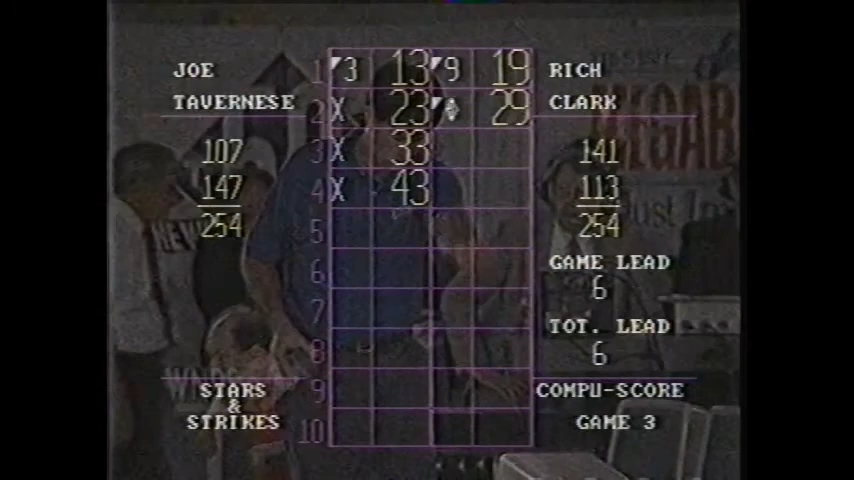 JOE
TAVERNESE
107
147
254
1 3 13 9 19
2 X 23 29
3 X 33
4 X 43
5
6
7
8
9
10
RICH
CLARK
141
113
254
GAME LEAD
6
TOT. LEAD
6
STARS
&
STRIKES
COMPU-SCORE
GAME 3
NEW
Just